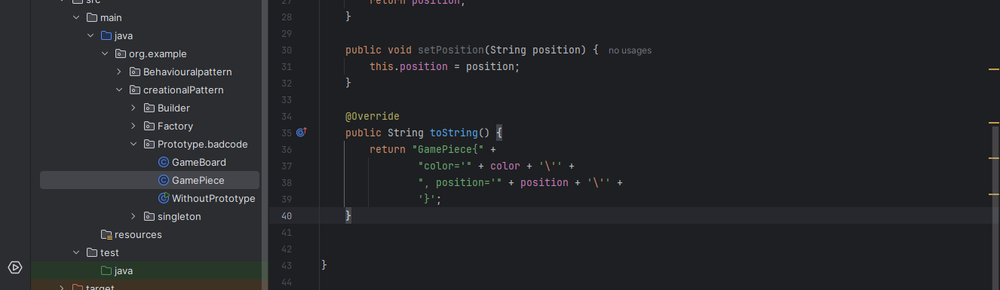 src
main
java
org.example
Behaviouralpattern
creationalPattern
Builder
Factory
Prototype.badcode
GameBoard
GamePiece
WithoutPrototype
singleton
resources
test
java
target
27 return position;
28 }
29
30 public void setPosition(String position) { no usages
31 this.position = position;
32 }
33
34 @Override
35 public String toString() {
36 return "GamePiece{" +
37 "color='" + color + '\'' +
38 ", position='" + position + '\'' +
39 '}';
40 }
41
42
43 }
44